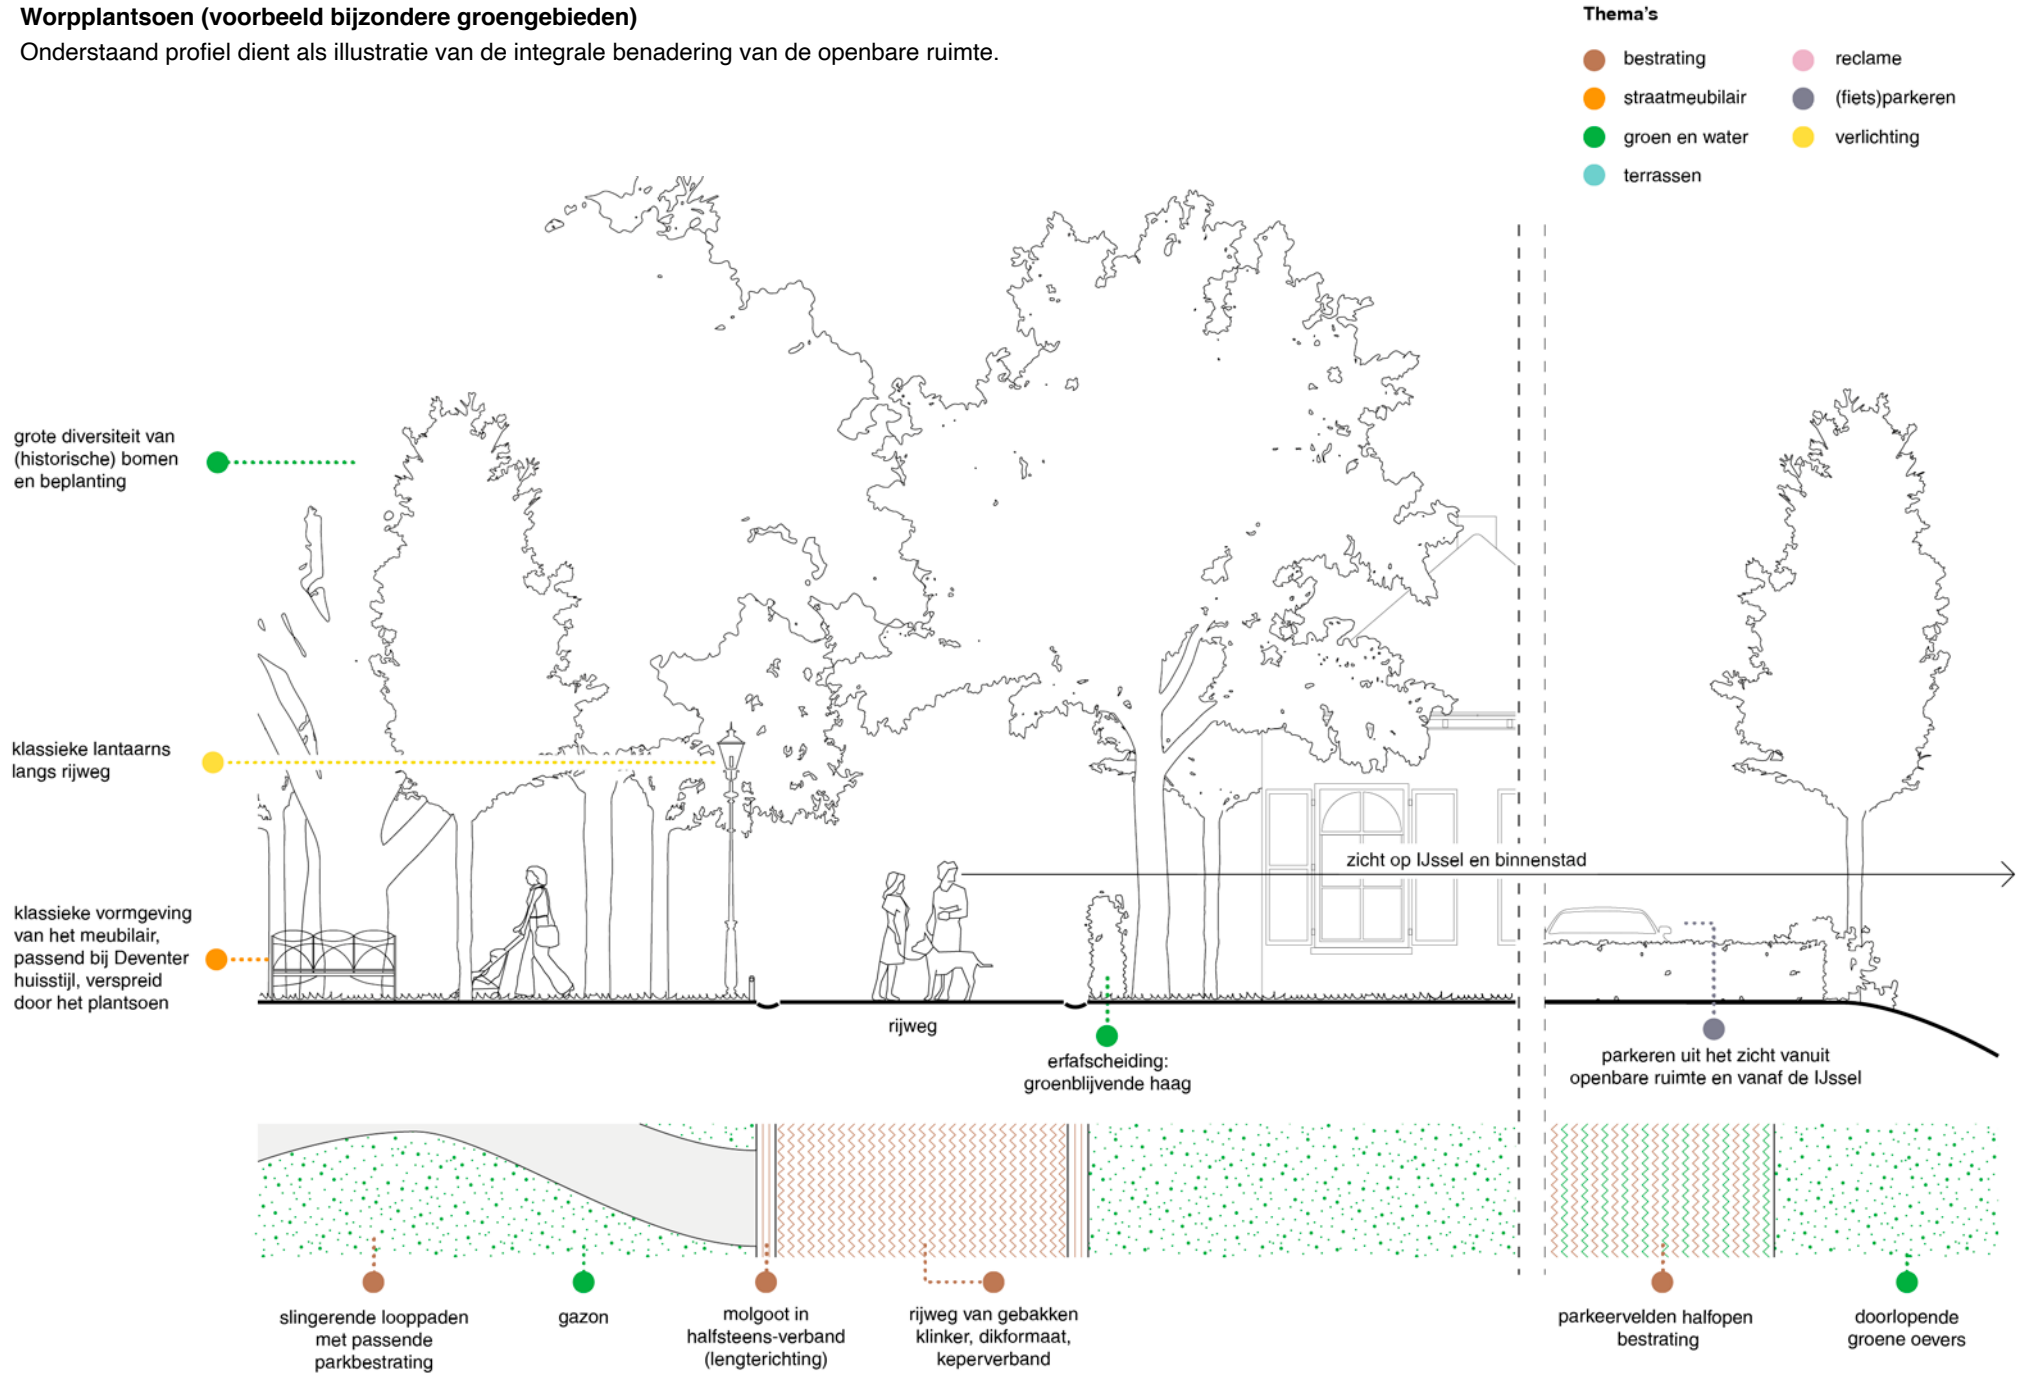 Worpplantsoen (voorbeeld bijzondere groengebieden)
Onderstaand profiel dient als illustratie van de integrale benadering van de openbare ruimte.
Thema's
bestrating
straatmeubilair
groen en water
terrassen
reclame
(fiets)parkeren
verlichting
grote diversiteit van
(historische) bomen
en beplanting
klassieke lantaarns
langs rijweg
klassieke vormgeving
van het meubilair,
passend bij Deventer
huisstijl, verspreid
door het plantsoen
zicht op IJssel en binnenstad
rijweg
erfafscheiding:
groenblijvende haag
parkeren uit het zicht vanuit
openbare ruimte en vanaf de IJssel
slingerende looppaden
met passende
parkbestrating
gazon
molgoot in
halfsteens-verband
(lengterichting)
rijweg van gebakken
klinker, dikformaat,
keperverband
parkeervelden halfopen
bestrating
doorlopende
groene oevers